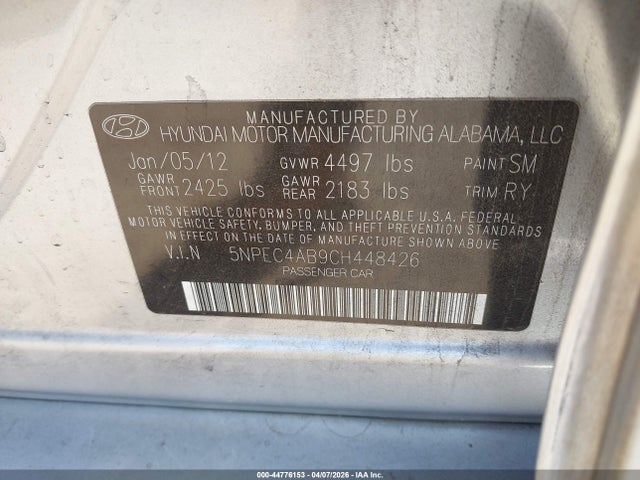 MANUFACTURED BY
HYUNDAI MOTOR MANUFACTURING ALABAMA, LLC
Jan/05/12 GVWR 4497 lbs PAINT SM
GAWR FRONT 2425 lbs GAWR REAR 2183 lbs TRIM RY
THIS VEHICLE CONFORMS TO ALL APPLICABLE U.S.A. FEDERAL
MOTOR VEHICLE SAFETY, BUMPER, AND THEFT PREVENTION
STANDARDS IN EFFECT ON THE DATE OF MANUFACTURE SHOWN ABOVE
V.I.N 5NPEC4AB9CH448426
PASSENGER CAR
000-44776153 | 04/07/2026 | IAA Inc.